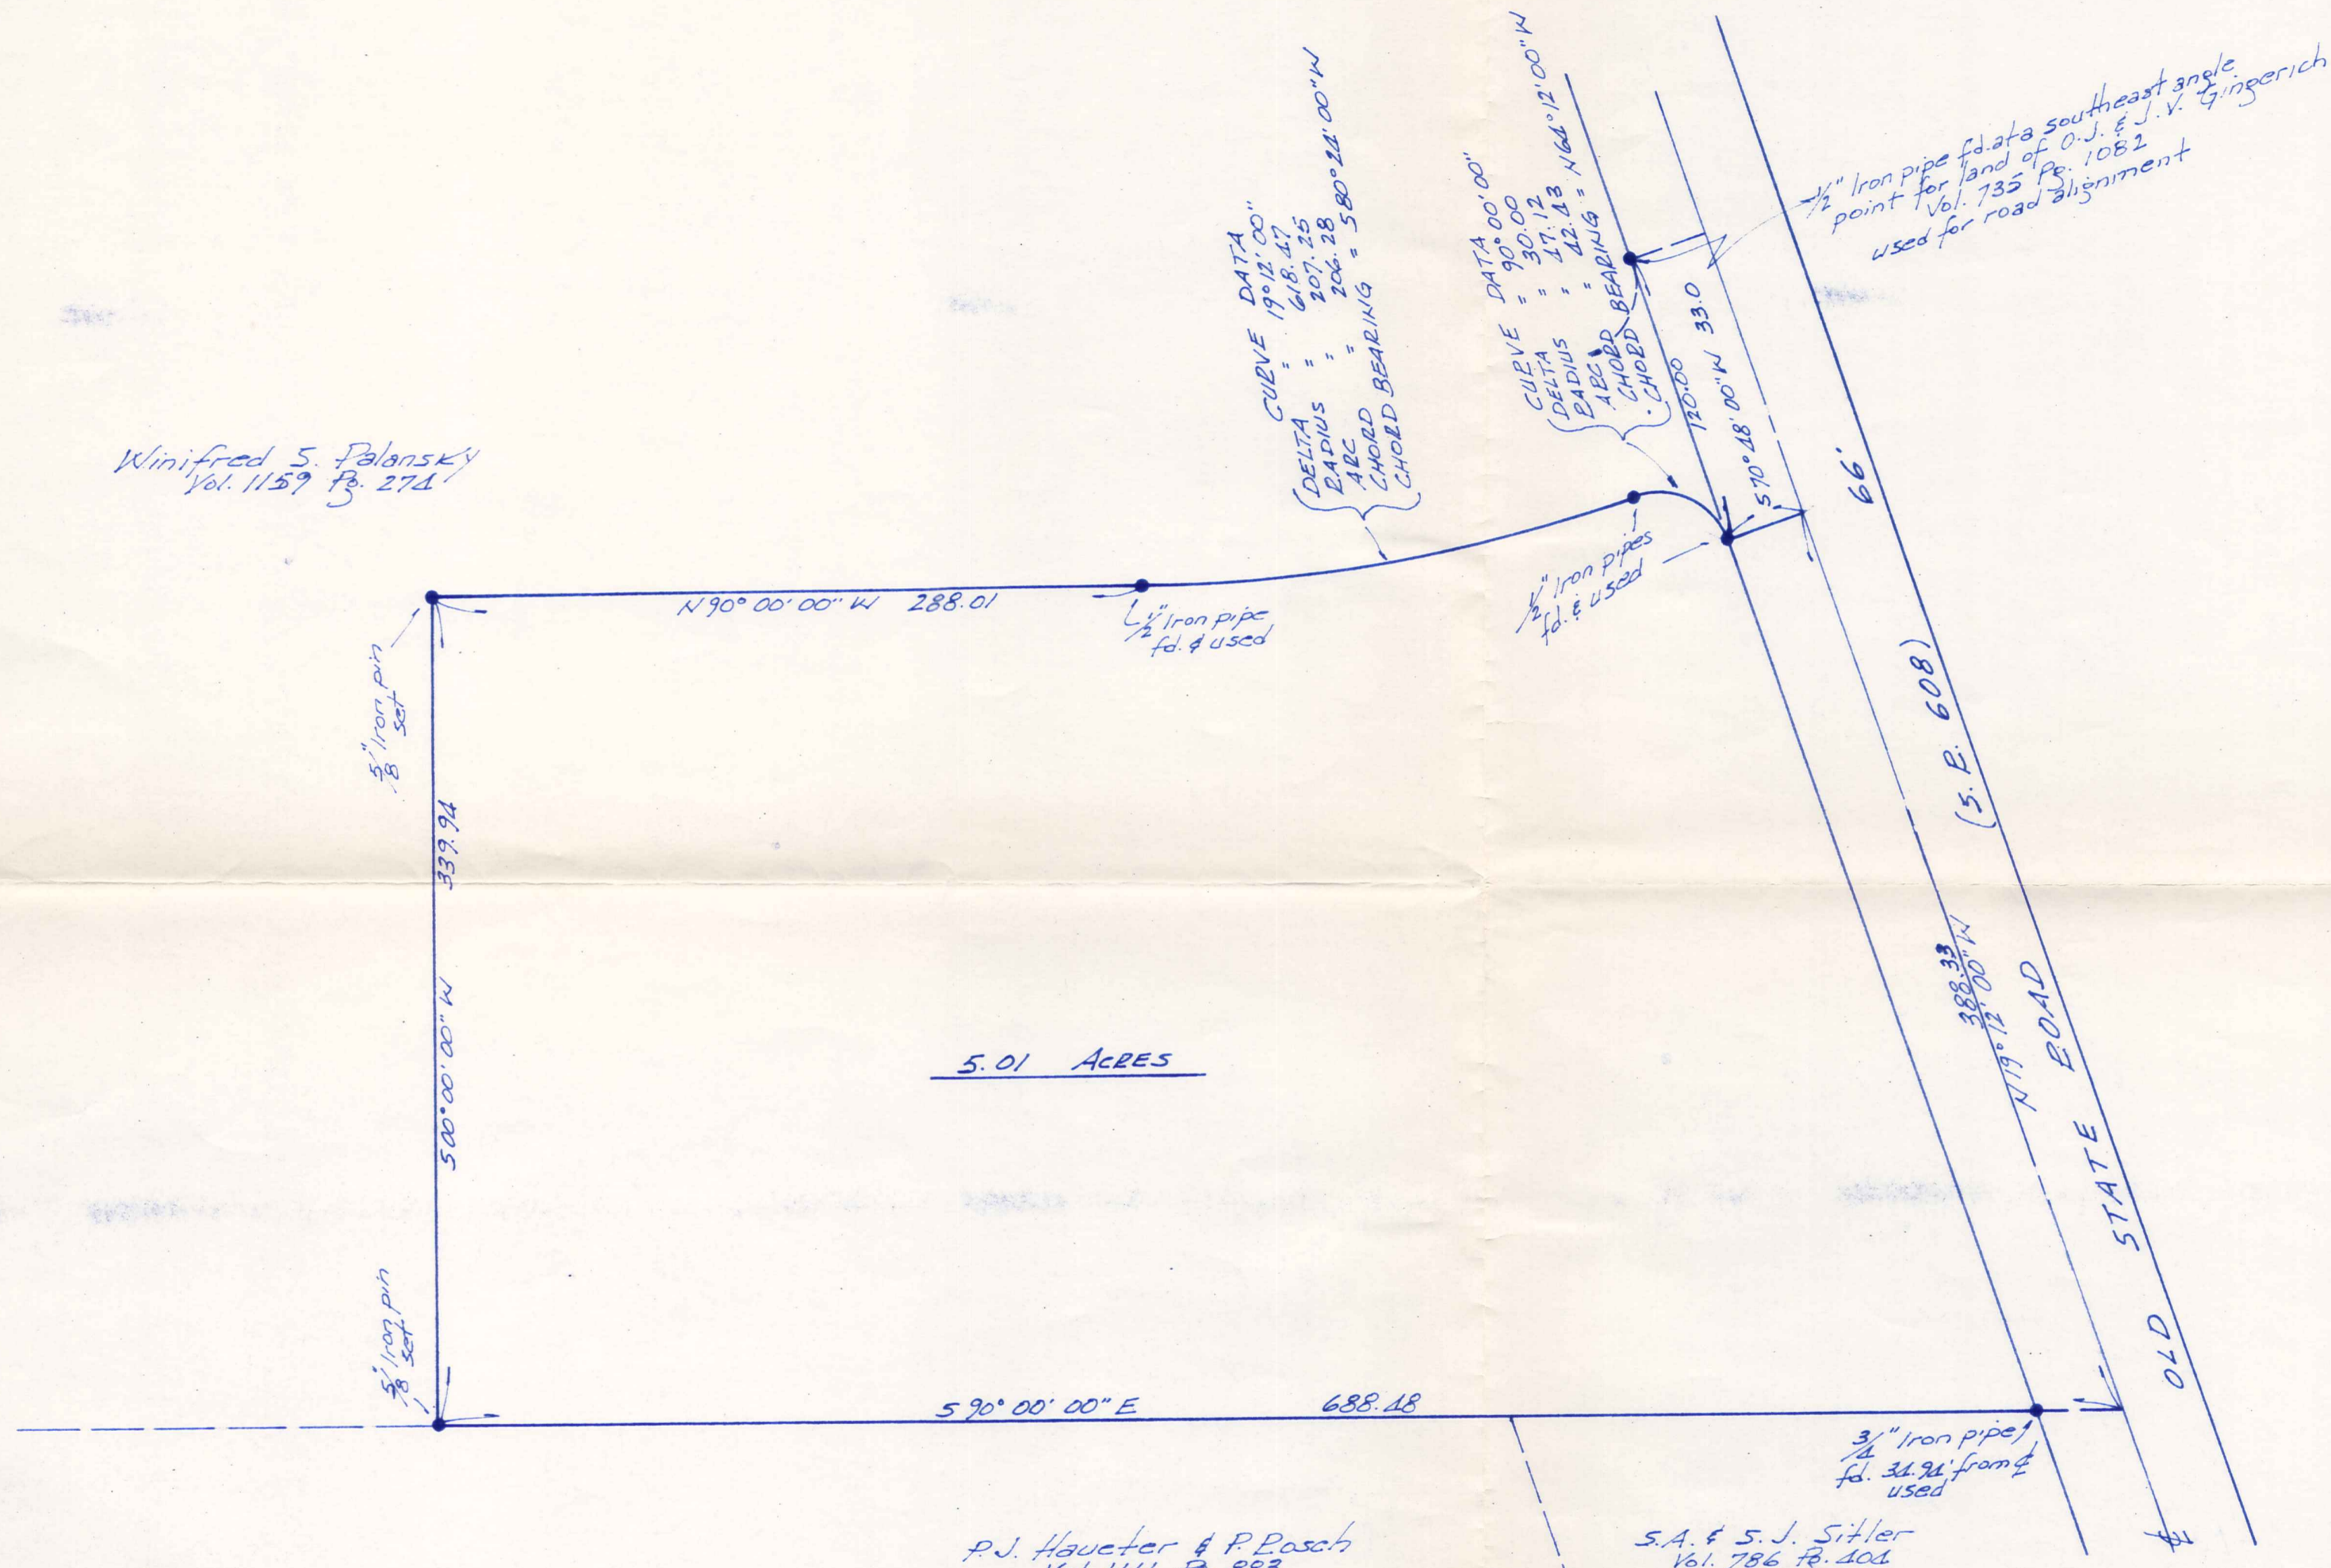 CURVE DATA
DELTA = 19° 12' 00"
RADIUS = 618.47
ARC = 207.25
CHORD = 206.28
CHORD BEARING = S80° 24' 00" W
CURVE DATA
DELTA = 90° 00' 00"
RADIUS = 30.00
ARC = 47.12
CHORD = 42.43
CHORD BEARING = N64° 12' 00" W
1/2" Iron pipe fd. at a southeast angle
point for land of O.J. & J.V. Gingerich
Vol. 735 Pg. 1082
used for road alignment
120.00
33.0
S70° 48' 00" W
66'
Winifred S. Palansky
Vol. 1159 Pg. 274
N90° 00' 00" W 288.01
1/2" Iron pipe
fd. & used
1/2" Iron pipes
fd. & used
5/8" Iron pin
set
339.94
S00° 00' 00" W
5.01 ACRES
388.33
N19° 12' 00" W
OLD STATE ROAD (S.R. 608)
5/8" Iron pin
set
S90° 00' 00" E 688.48
3/4" Iron pipe
fd. 34.94' from ℄
used
P.J. Haueter & P. Rosch
S.A. & S.J. Sitler
Vol. 786 Pg. 404
℄